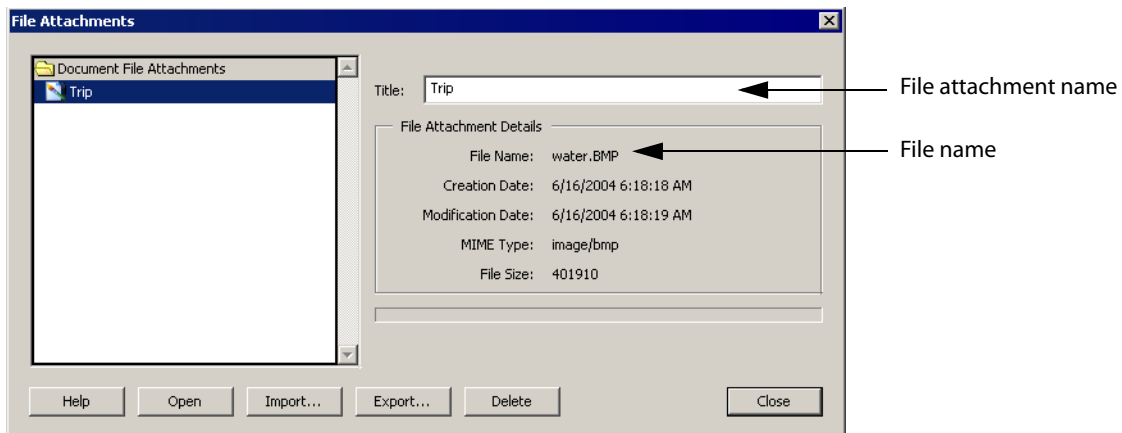 File Attachments
Document File Attachments
Trip
Title: Trip
File attachment name
File Attachment Details
File Name: water.BMP
File name
Creation Date: 6/16/2004 6:18:18 AM
Modification Date: 6/16/2004 6:18:19 AM
MIME Type: image/bmp
File Size: 401910
Help Open Import... Export... Delete Close